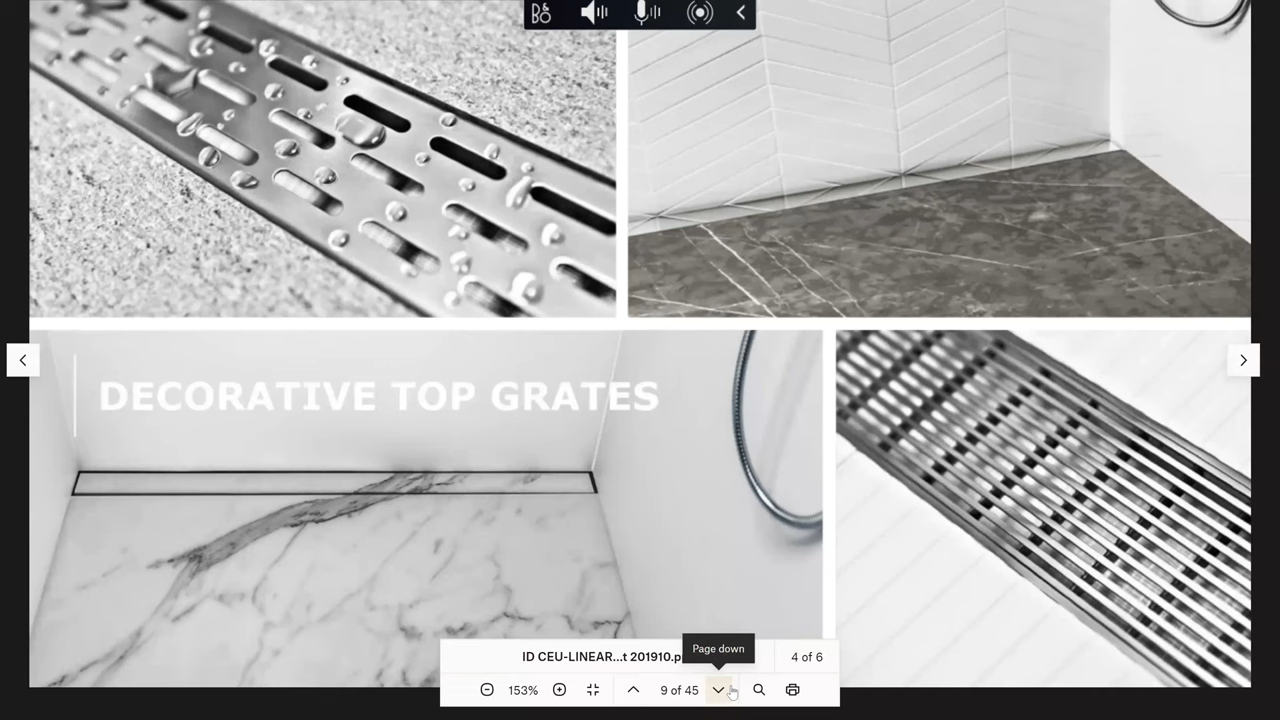 DECORATIVE TOP GRATES
Page down
ID CEU-LINEAR...t 201910.p
4 of 6
153%
9 of 45